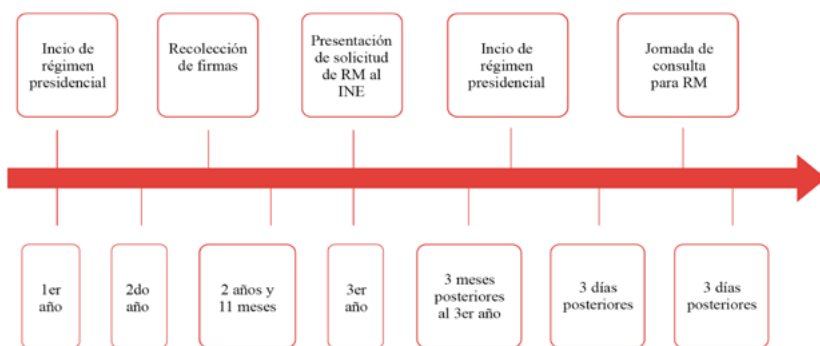 Incio de
régimen
presidencial
Recolección
de firmas
Presentación
de solicitud
de RM al
INE
Incio de
régimen
presidencial
Jornada de
consulta
para RM
1er
año
2do
año
2 años y
11 meses
3er
año
3 meses
posteriores
al 3er año
3 días
posteriores
3 días
posteriores